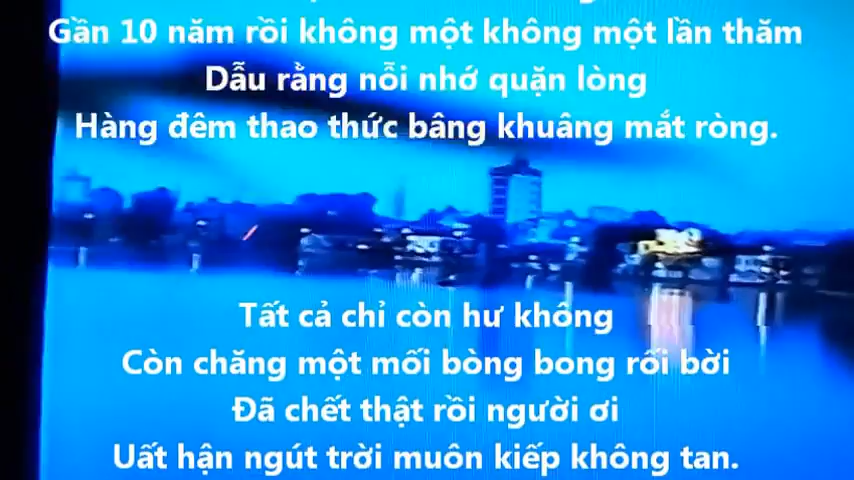 Gần 10 năm rồi không một không một lần thăm
Dẫu rằng nỗi nhớ quặn lòng
Hàng đêm thao thức bâng khuâng mắt ròng.
Tất cả chỉ còn hư không
Còn chăng một mối bòng bong rối bời
Đã chết thật rồi người ơi
Uất hận ngút trời muôn kiếp không tan.